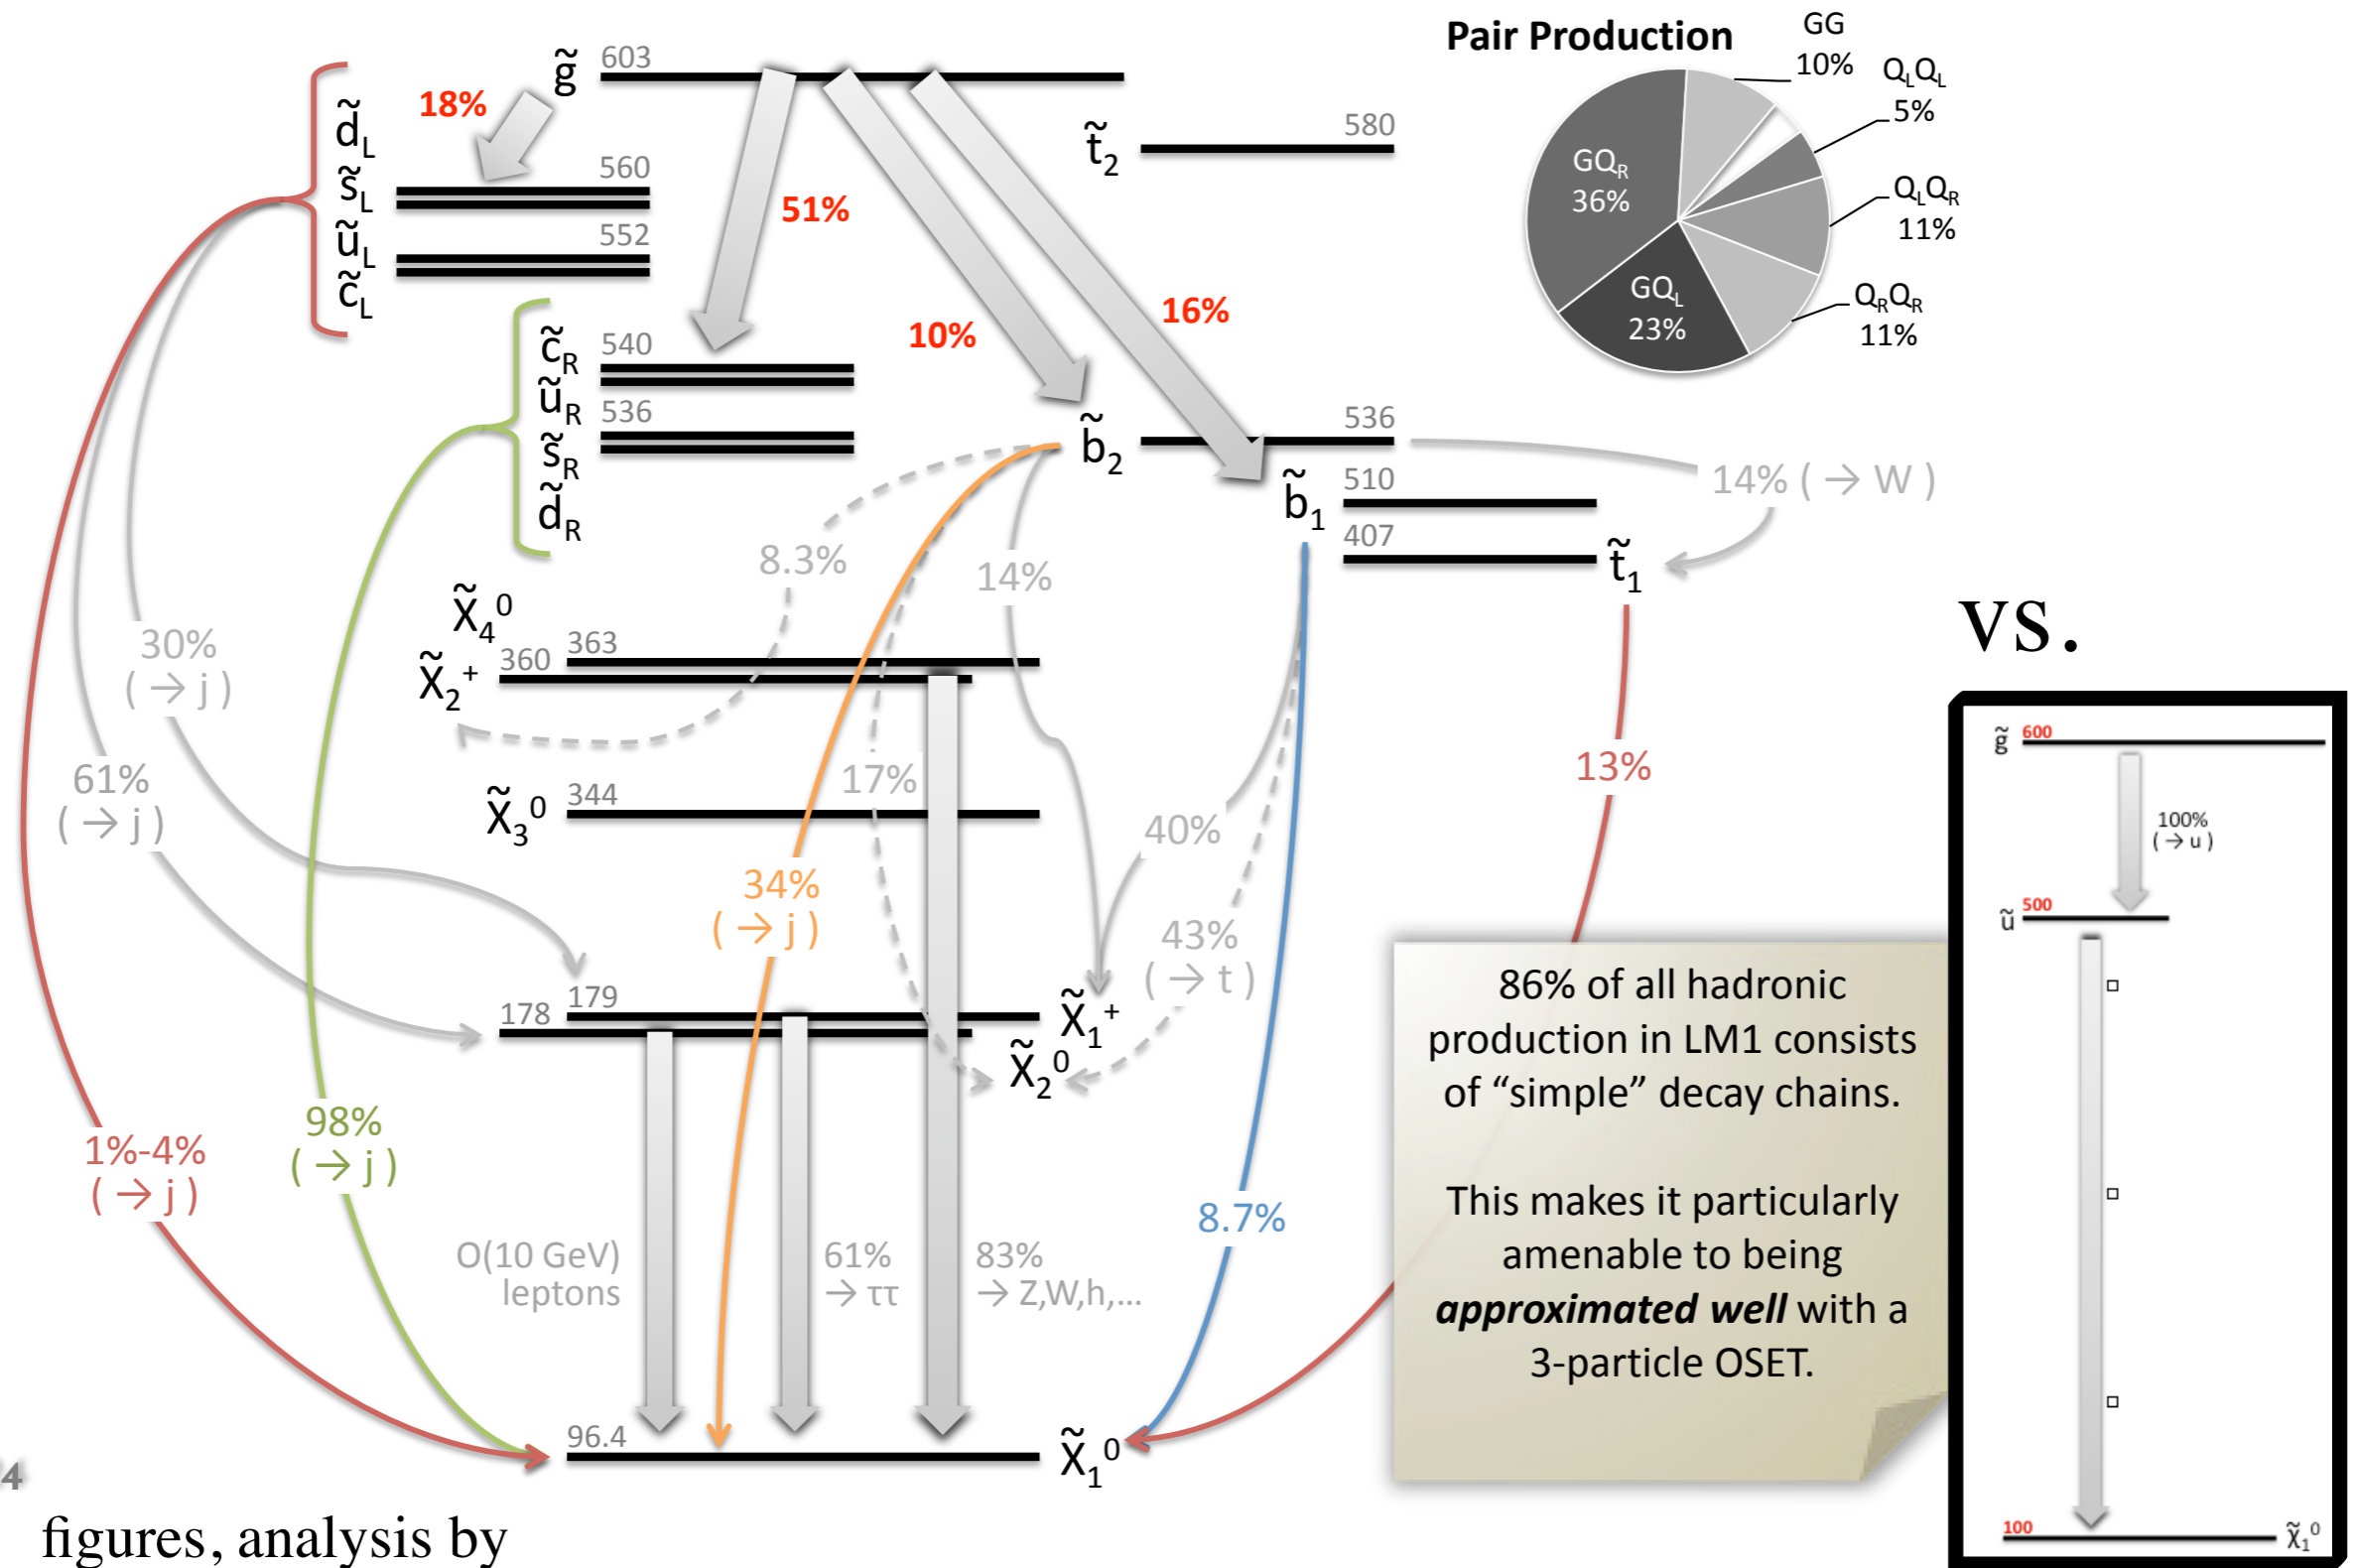 Pair Production
GG
10%
Q_LQ_L
5%
Q_LQ_R
11%
Q_RQ_R
11%
GQ_L
23%
GQ_R
36%
g̃
603
18%
51%
10%
16%
d̃_L
s̃_L
ũ_L
c̃_L
560
552
t̃_2
580
c̃_R
ũ_R
s̃_R
d̃_R
540
536
b̃_2
536
b̃_1
510
407
t̃_1
14% ( → W )
8.3%
14%
30%
( → j )
61%
( → j )
X̃_4^0
363
X̃_2^+
360
17%
X̃_3^0
344
34%
( → j )
40%
43%
( → t )
13%
179
178
X̃_1^+
X̃_2^0
1%-4%
( → j )
98%
( → j )
O(10 GeV)
leptons
61%
→ ττ
83%
→ Z,W,h,...
8.7%
96.4
X̃_1^0
86% of all hadronic
production in LM1 consists
of “simple” decay chains.
This makes it particularly
amenable to being
approximated well with a
3-particle OSET.
vs.
g̃
600
100%
( → u )
ũ
500
100
χ̃_1^0
4
figures, analysis by